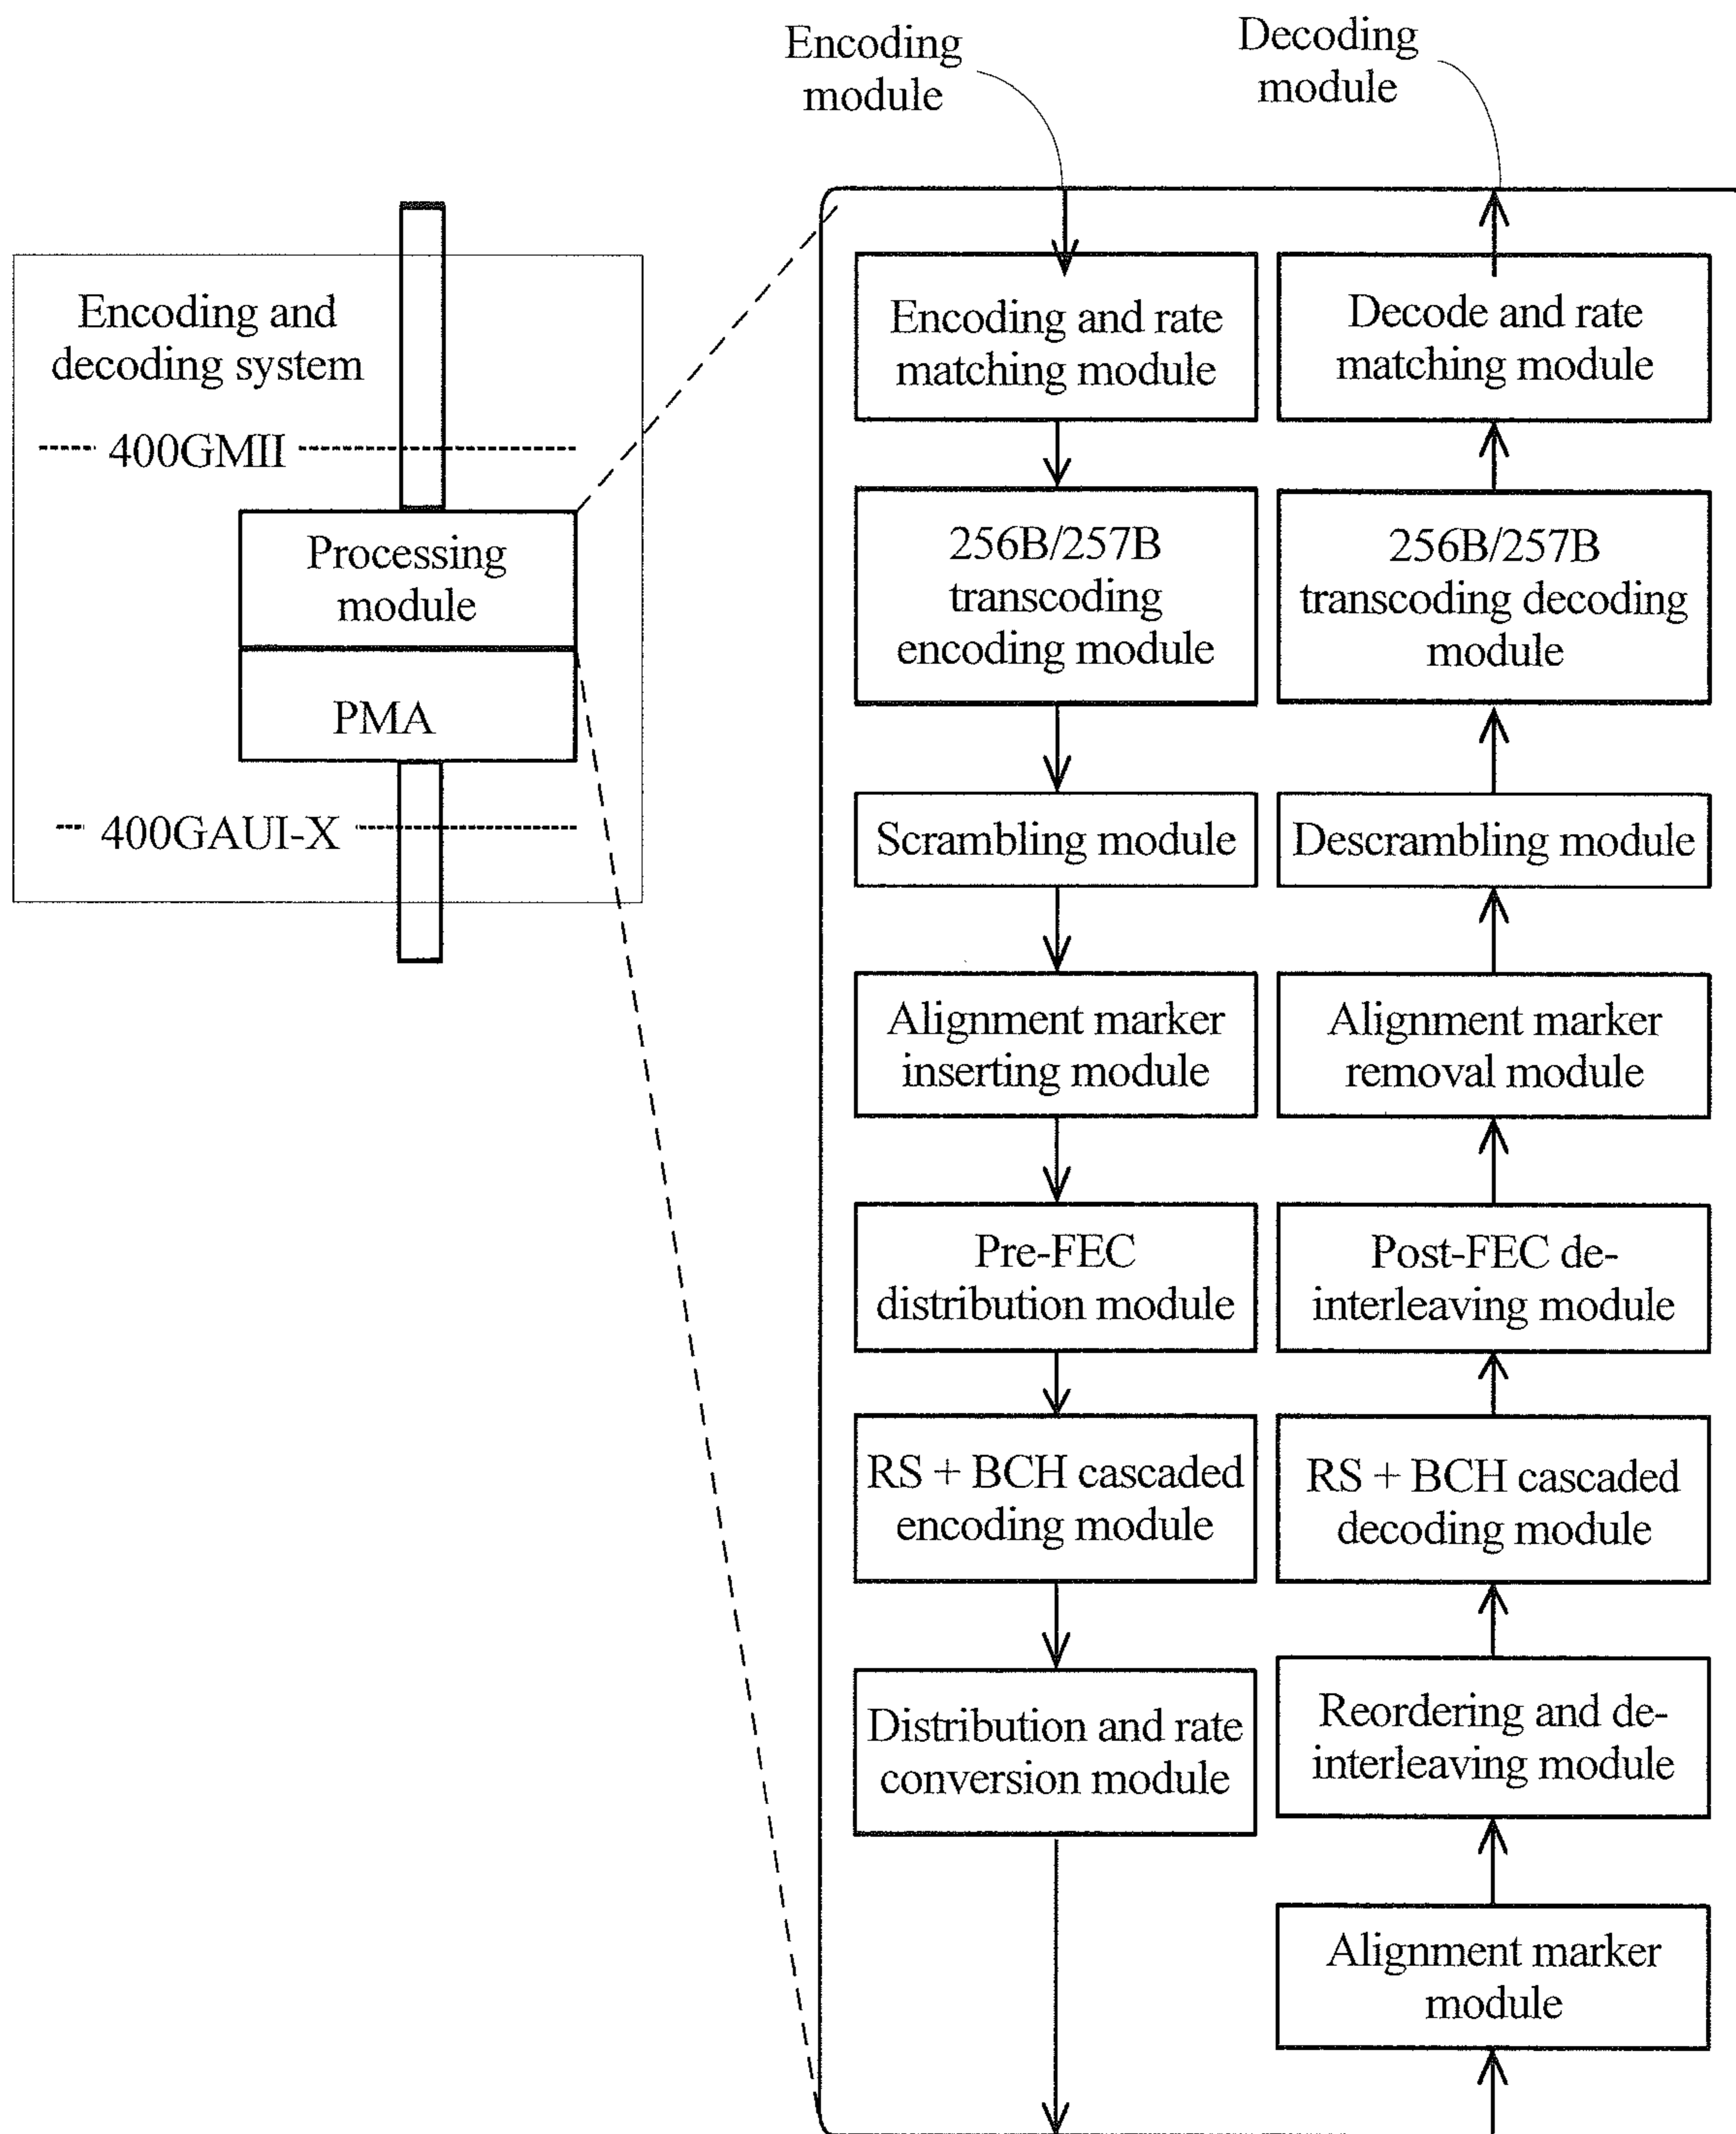 Encoding
module
Decoding
module
Encoding and
decoding system
400GMII
Processing
module
PMA
400GAUI-X
Encoding and rate
matching module
256B/257B
transcoding
encoding module
Scrambling module
Alignment marker
inserting module
Pre-FEC
distribution module
RS + BCH cascaded
encoding module
Distribution and rate
conversion module
Decode and rate
matching module
256B/257B
transcoding decoding
module
Descrambling module
Alignment marker
removal module
Post-FEC de-
interleaving module
RS + BCH cascaded
decoding module
Reordering and de-
interleaving module
Alignment marker
module